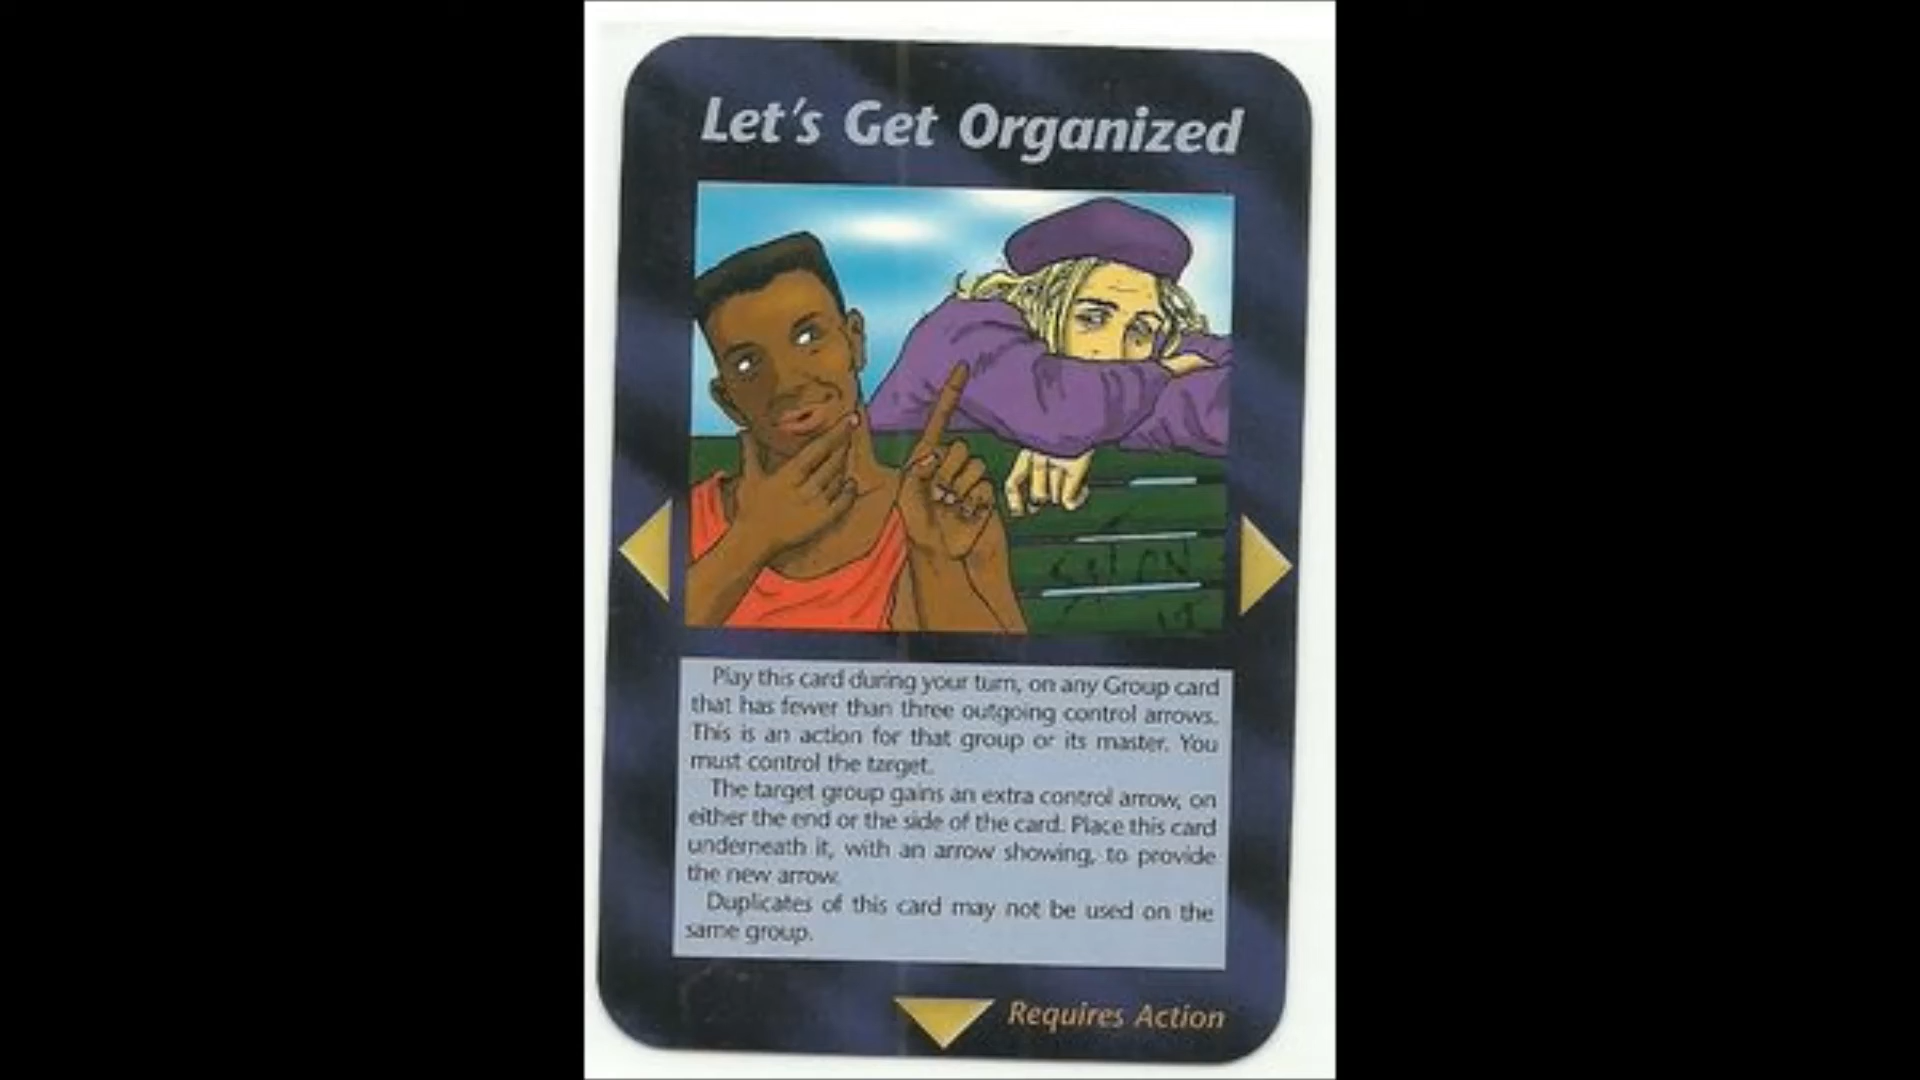 Let's Get Organized
Play this card during your turn, on any Group card
that has fewer than three outgoing control arrows.
This is an action for that group or its master. You
must control the target.
The target group gains an extra control arrow, on
either the end or the side of the card. Place this card
underneath it, with an arrow showing, to provide
the new arrow.
Duplicates of this card may not be used on the
same group.
Requires Action